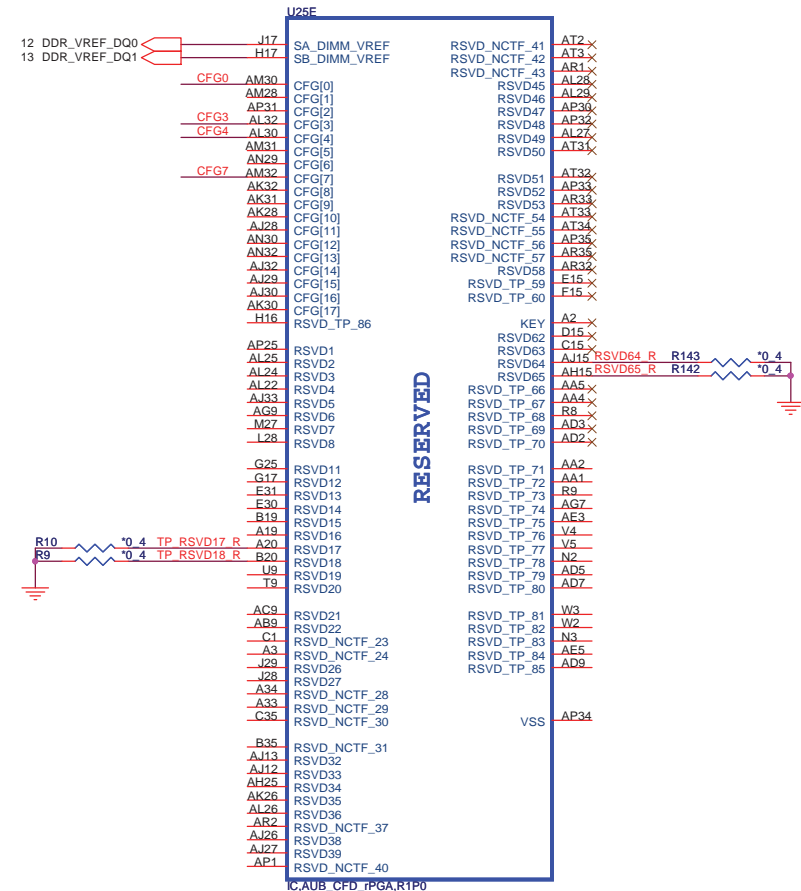 U25E
12 DDR_VREF_DQ0 J17 SA_DIMM_VREF
13 DDR_VREF_DQ1 H17 SB_DIMM_VREF
CFG0 AM30 CFG[0]
AM28 CFG[1]
AP31 CFG[2]
CFG3 AL32 CFG[3]
CFG4 AL30 CFG[4]
AM31 CFG[5]
AN29 CFG[6]
CFG7 AM32 CFG[7]
AK32 CFG[8]
AK31 CFG[9]
AK28 CFG[10]
AJ28 CFG[11]
AN30 CFG[12]
AN32 CFG[13]
AJ32 CFG[14]
AJ29 CFG[15]
AJ30 CFG[16]
AK30 CFG[17]
H16 RSVD_TP_86
AP25 RSVD1
AL25 RSVD2
AL24 RSVD3
AL22 RSVD4
AJ33 RSVD5
AG9 RSVD6
M27 RSVD7
L28 RSVD8
G25 RSVD11
G17 RSVD12
E31 RSVD13
E30 RSVD14
B19 RSVD15
A19 RSVD16
R10 *0_4 TP_RSVD17_R A20 RSVD17
R9 *0_4 TP_RSVD18_R B20 RSVD18
U9 RSVD19
T9 RSVD20
AC9 RSVD21
AB9 RSVD22
C1 RSVD_NCTF_23
A3 RSVD_NCTF_24
J29 RSVD26
J28 RSVD27
A34 RSVD_NCTF_28
A33 RSVD_NCTF_29
C35 RSVD_NCTF_30
B35 RSVD_NCTF_31
AJ13 RSVD32
AJ12 RSVD33
AH25 RSVD34
AK26 RSVD35
AL26 RSVD36
AR2 RSVD_NCTF_37
AJ26 RSVD38
AJ27 RSVD39
AP1 RSVD_NCTF_40
RESERVED
RSVD_NCTF_41 AT2
RSVD_NCTF_42 AT3
RSVD_NCTF_43 AR1
RSVD45 AL28
RSVD46 AL29
RSVD47 AP30
RSVD48 AP32
RSVD49 AL27
RSVD50 AT31
RSVD51 AT32
RSVD52 AP33
RSVD53 AR33
RSVD_NCTF_54 AT33
RSVD_NCTF_55 AT34
RSVD_NCTF_56 AP35
RSVD_NCTF_57 AR35
RSVD58 AR32
RSVD_TP_59 E15
RSVD_TP_60 F15
KEY A2
RSVD62 D15
RSVD63 C15
RSVD64 AJ15 RSVD64_R R143 *0_4
RSVD65 AH15 RSVD65_R R142 *0_4
RSVD_TP_66 AA5
RSVD_TP_67 AA4
RSVD_TP_68 R8
RSVD_TP_69 AD3
RSVD_TP_70 AD2
RSVD_TP_71 AA2
RSVD_TP_72 AA1
RSVD_TP_73 R9
RSVD_TP_74 AG7
RSVD_TP_75 AE3
RSVD_TP_76 V4
RSVD_TP_77 V5
RSVD_TP_78 N2
RSVD_TP_79 AD5
RSVD_TP_80 AD7
RSVD_TP_81 W3
RSVD_TP_82 W2
RSVD_TP_83 N3
RSVD_TP_84 AE5
RSVD_TP_85 AD9
VSS AP34
IC,AUB_CFD_rPGA,R1P0